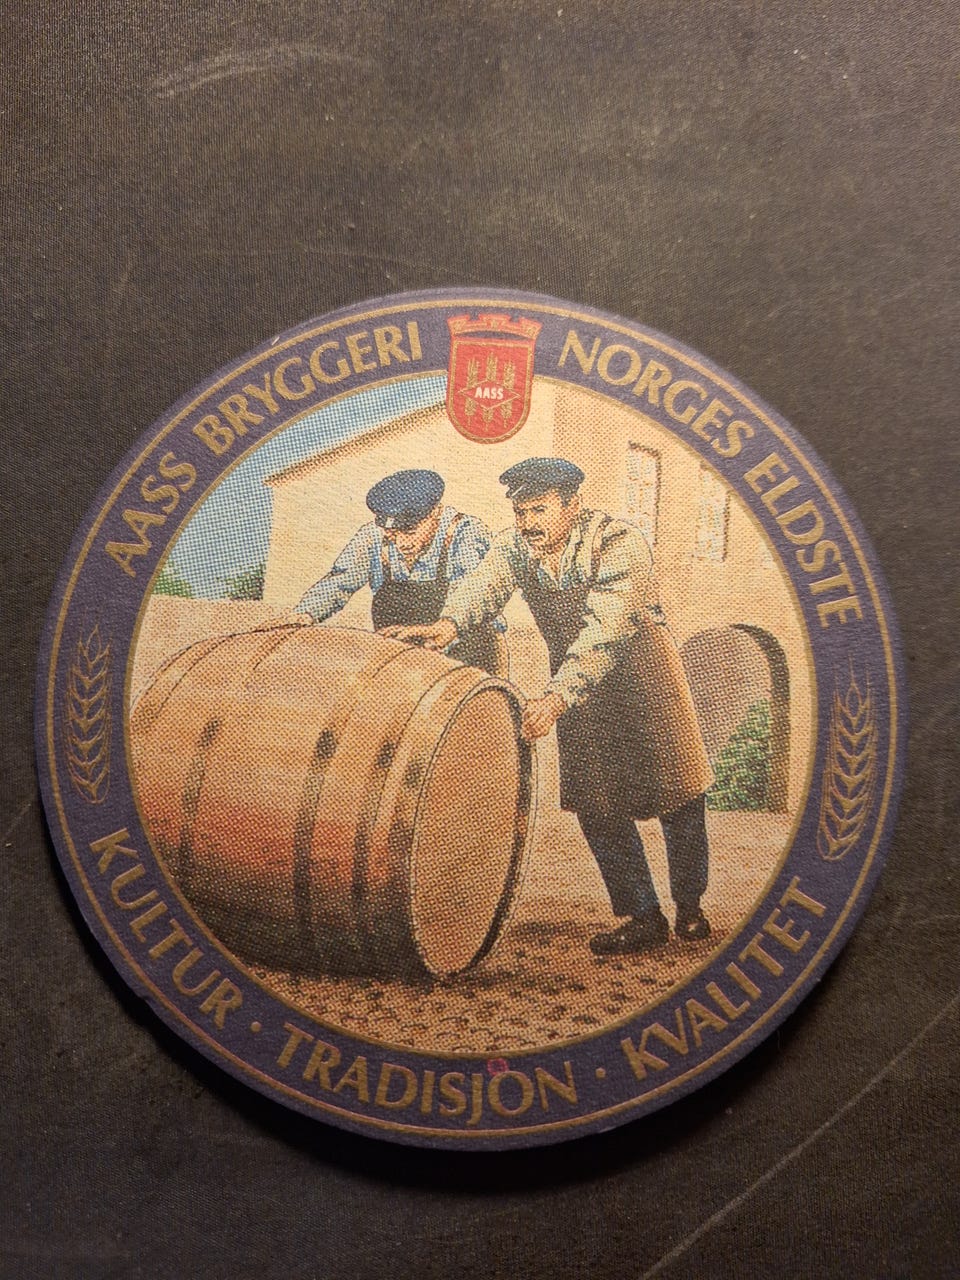 AASS BRYGGERI
NORGES ELDSTE
AASS
KULTUR · TRADISJON · KVALITET